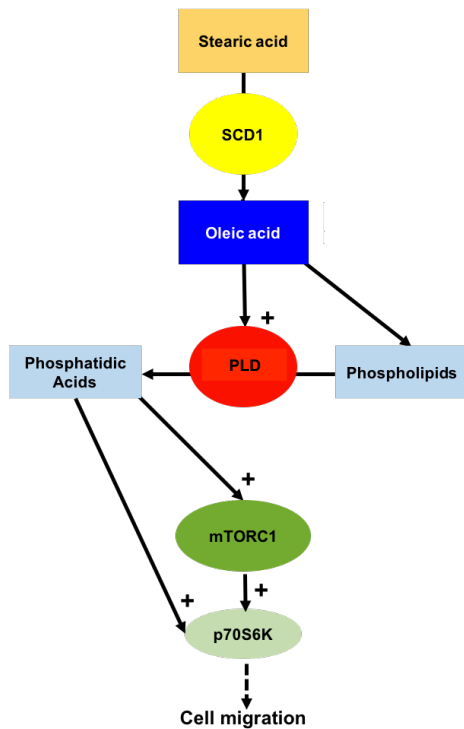 Stearic acid
SCD1
Oleic acid
+
Phosphatidic
Acids
PLD
Phospholipids
+
mTORC1
+
+
p70S6K
Cell migration